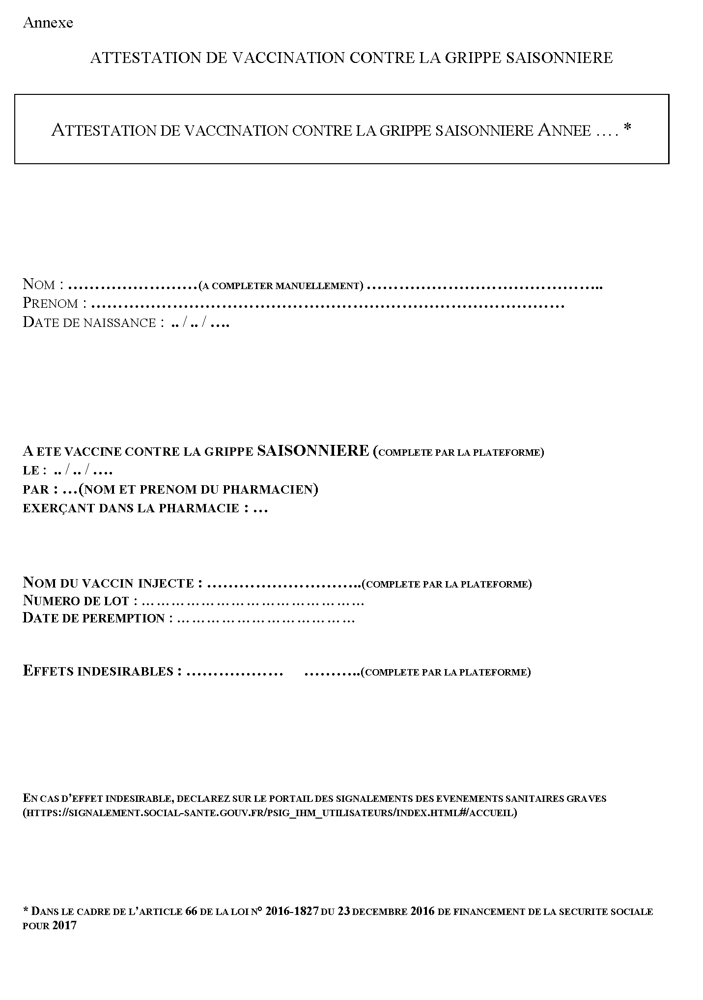 Annexe
ATTESTATION DE VACCINATION CONTRE LA GRIPPE SAISONNIERE
ATTESTATION DE VACCINATION CONTRE LA GRIPPE SAISONNIERE ANNEE …. *
NOM : ……………………(A COMPLETER MANUELLEMENT) ……………………………………..
PRENOM : ………………………………………………………………………………
DATE DE NAISSANCE : .. / .. / ….
A ETE VACCINE CONTRE LA GRIPPE SAISONNIERE (COMPLETE PAR LA PLATEFORME)
LE : .. / .. / ….
PAR : …(NOM ET PRENOM DU PHARMACIEN)
EXERÇANT DANS LA PHARMACIE : …
NOM DU VACCIN INJECTE : ………………………..(COMPLETE PAR LA PLATEFORME)
NUMERO DE LOT : ………………………………………
DATE DE PEREMPTION : ………………………………
EFFETS INDESIRABLES : ……………… ………..(COMPLETE PAR LA PLATEFORME)
EN CAS D’EFFET INDESIRABLE, DECLAREZ SUR LE PORTAIL DES SIGNALEMENTS DES EVENEMENTS SANITAIRES GRAVES
(HTTPS://SIGNALEMENT.SOCIAL-SANTE.GOUV.FR/PSIG_IHM_UTILISATEURS/INDEX.HTML#/ACCUEIL)
* DANS LE CADRE DE L’ARTICLE 66 DE LA LOI N° 2016-1827 DU 23 DECEMBRE 2016 DE FINANCEMENT DE LA SECURITE SOCIALE
POUR 2017